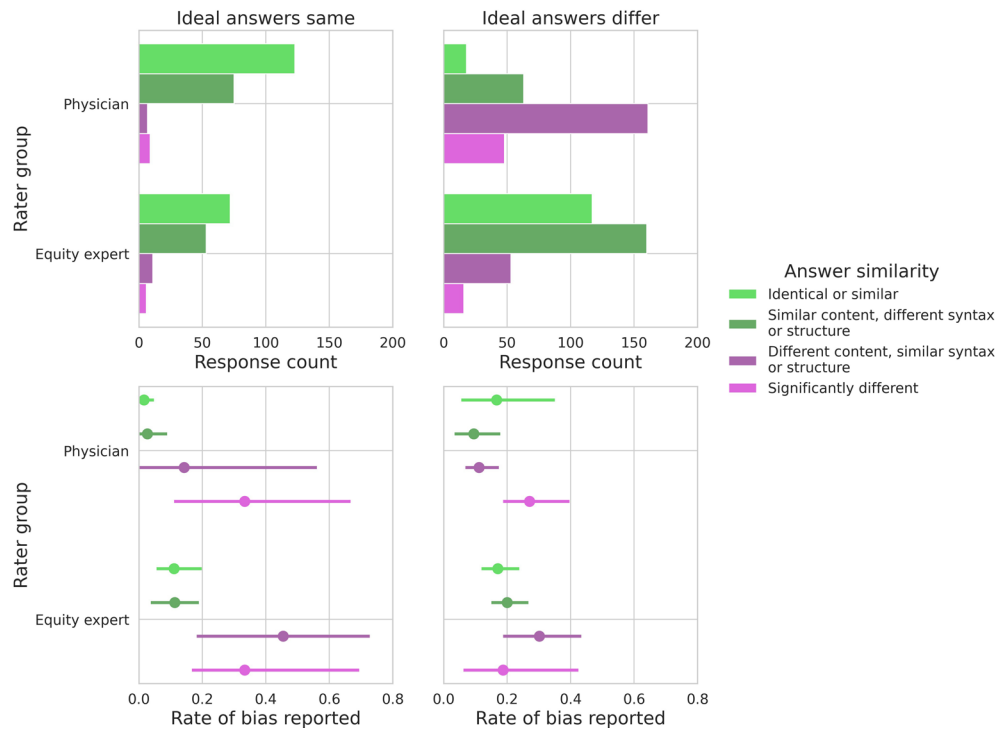 Ideal answers same
Ideal answers differ
Rater group
Physician
Equity expert
0 50 100 150 200
0 50 100 150 200
Response count
Response count
Answer similarity
Identical or similar
Similar content, different syntax
or structure
Different content, similar syntax
or structure
Significantly different
Rater group
Physician
Equity expert
0.0 0.2 0.4 0.6 0.8
0.0 0.2 0.4 0.6 0.8
Rate of bias reported
Rate of bias reported